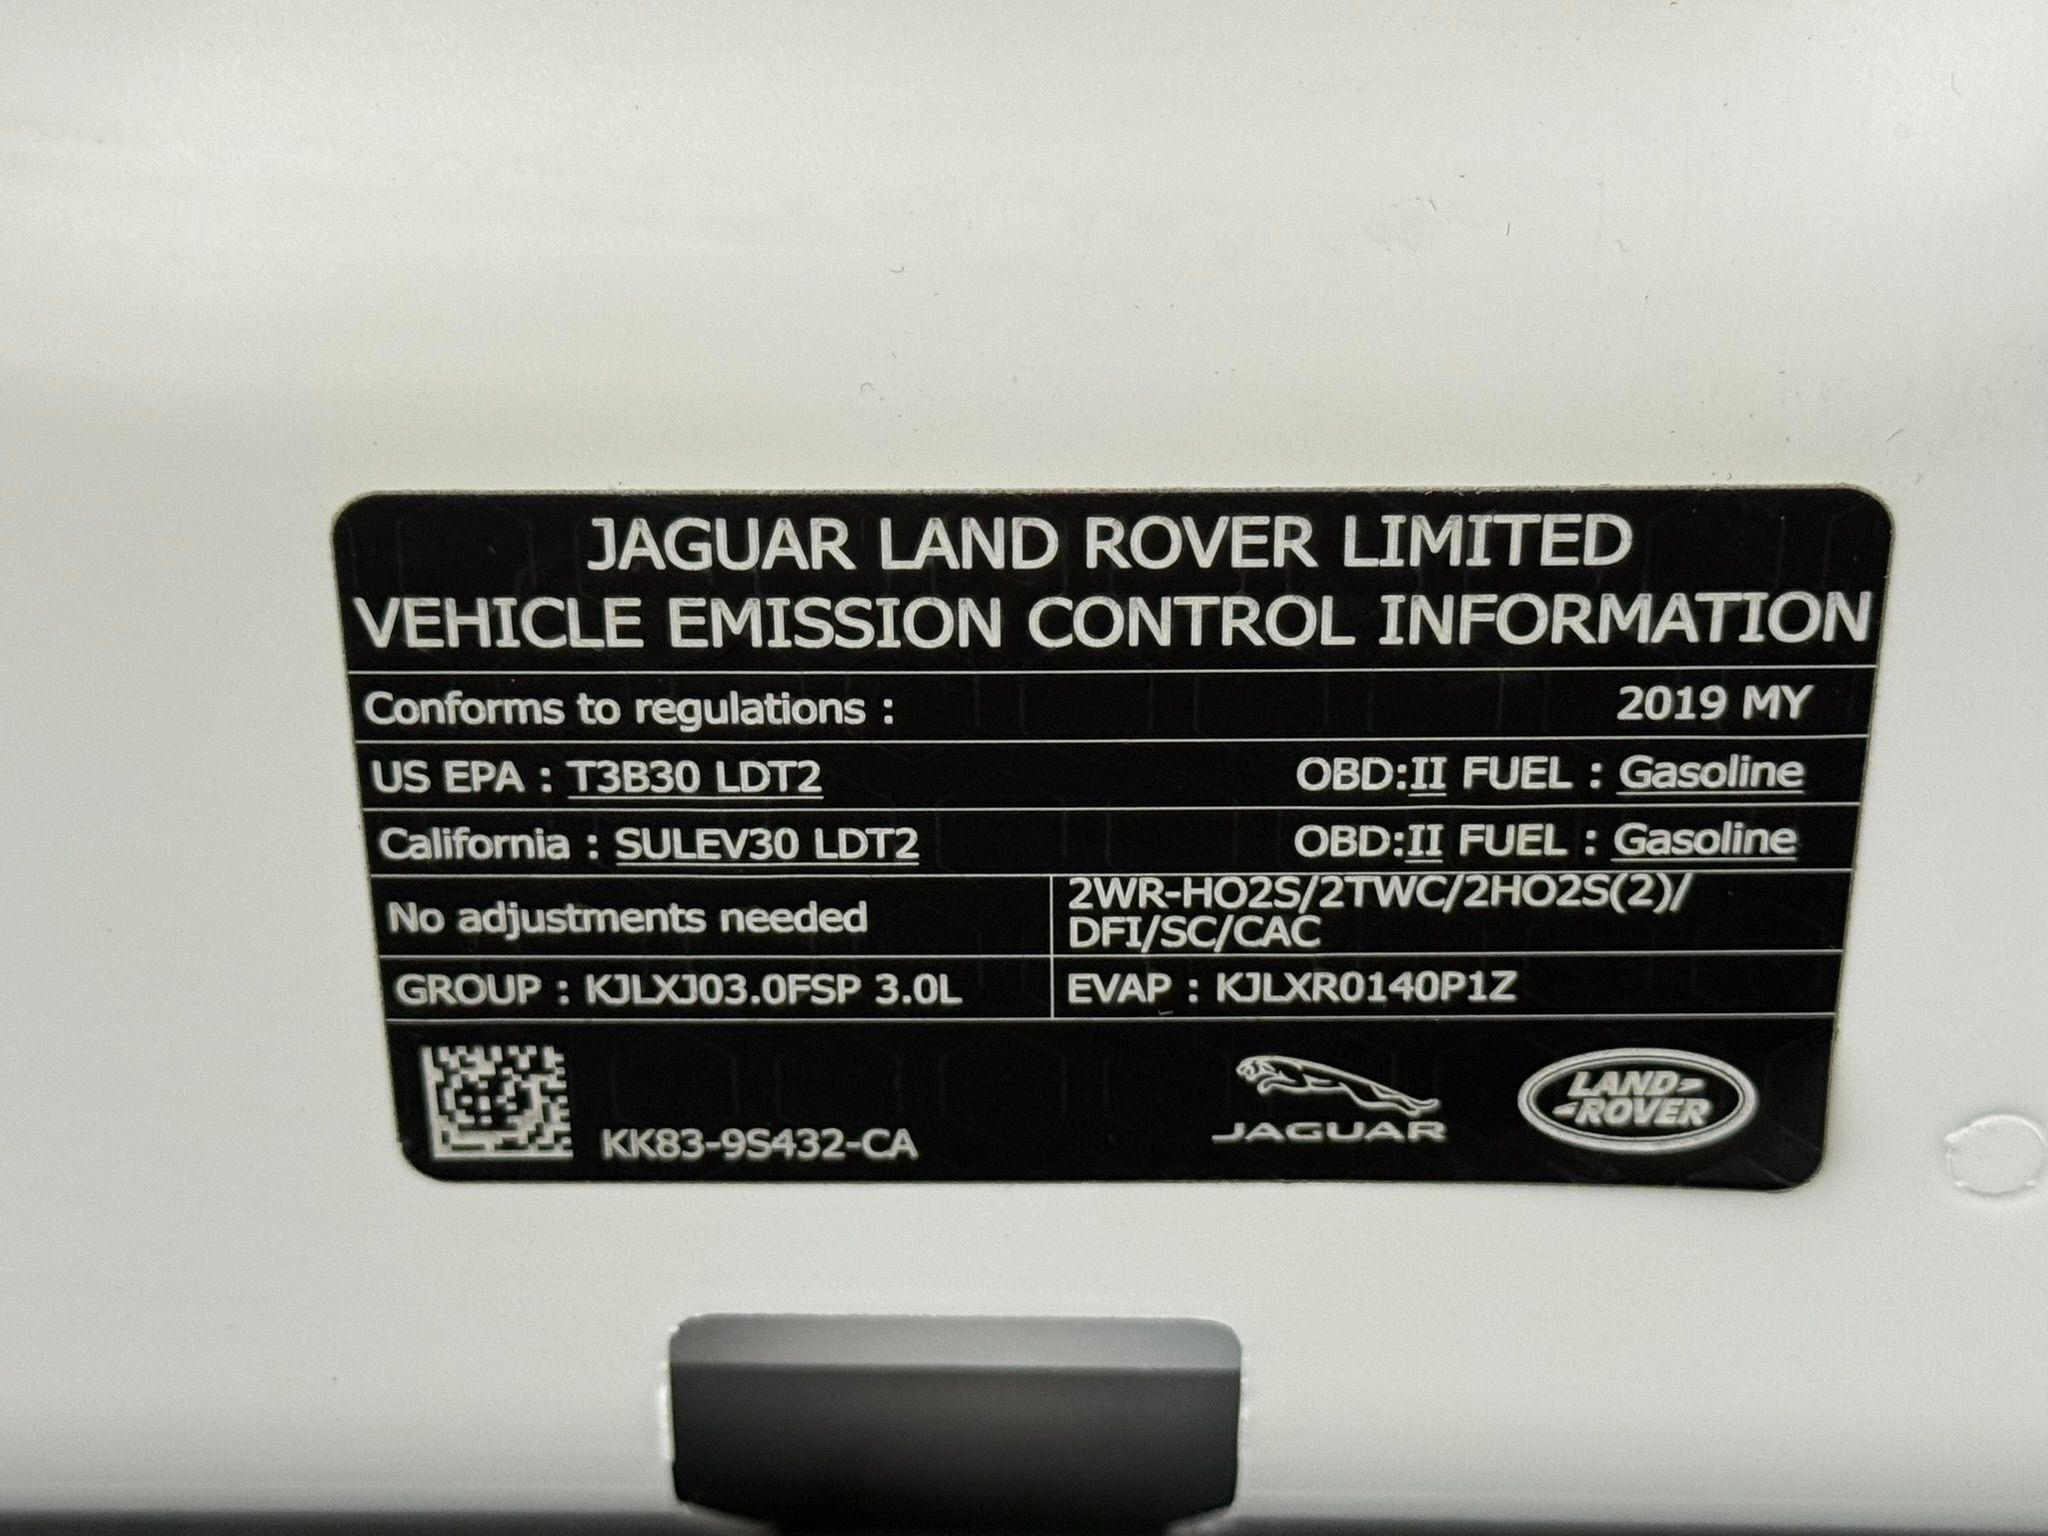 JAGUAR LAND ROVER LIMITED
VEHICLE EMISSION CONTROL INFORMATION
Conforms to regulations : 2019 MY
US EPA : T3B30 LDT2 OBD:II FUEL : Gasoline
California : SULEV30 LDT2 OBD:II FUEL : Gasoline
No adjustments needed
2WR-HO2S/2TWC/2HO2S(2)/
DFI/SC/CAC
GROUP : KJLXJ03.0FSP 3.0L EVAP : KJLXR0140P1Z
KK83-9S432-CA
JAGUAR
LAND
ROVER